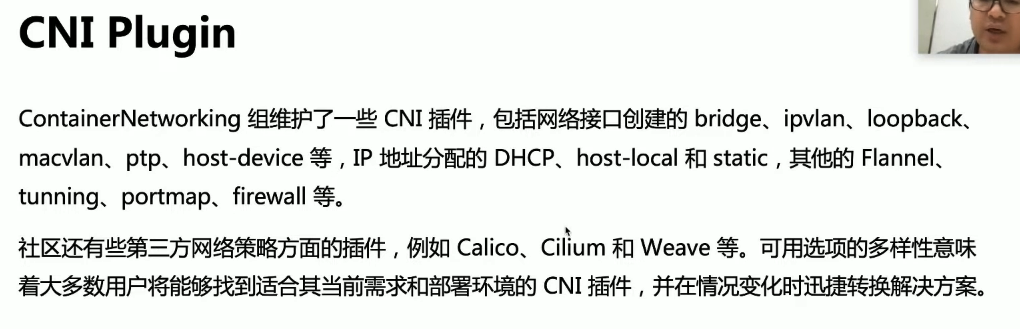 CNI Plugin
ContainerNetworking 组维护了一些 CNI 插件，包括网络接口创建的 bridge、ipvlan、loopback、
macvlan、ptp、host-device 等，IP 地址分配的 DHCP、host-local 和 static，其他的 Flannel、
tunning、portmap、firewall 等。
社区还有些第三方网络策略方面的插件，例如 Calico、Cilium 和 Weave 等。可用选项的多样性意味
着大多数用户将能够找到适合其当前需求和部署环境的 CNI 插件，并在情况变化时迅捷转换解决方案。